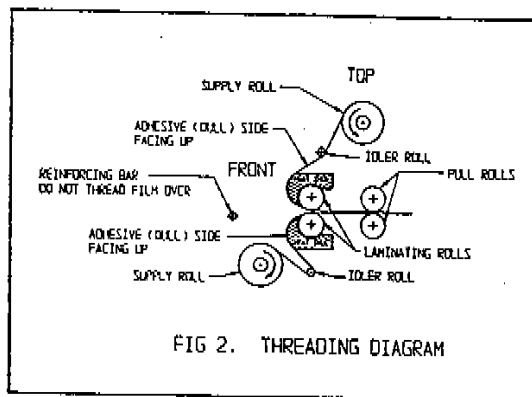 TOP
SUPPLY ROLL
ADHESIVE (DULL) SIDE
FACING UP
IDLER ROLL
FRONT
REINFORCING BAR
DO NOT THREAD FILM OVER
PULL ROLLS
ADHESIVE (DULL) SIDE
FACING UP
LAMINATING ROLLS
SUPPLY ROLL
IDLER ROLL
FIG 2. THREADING DIAGRAM